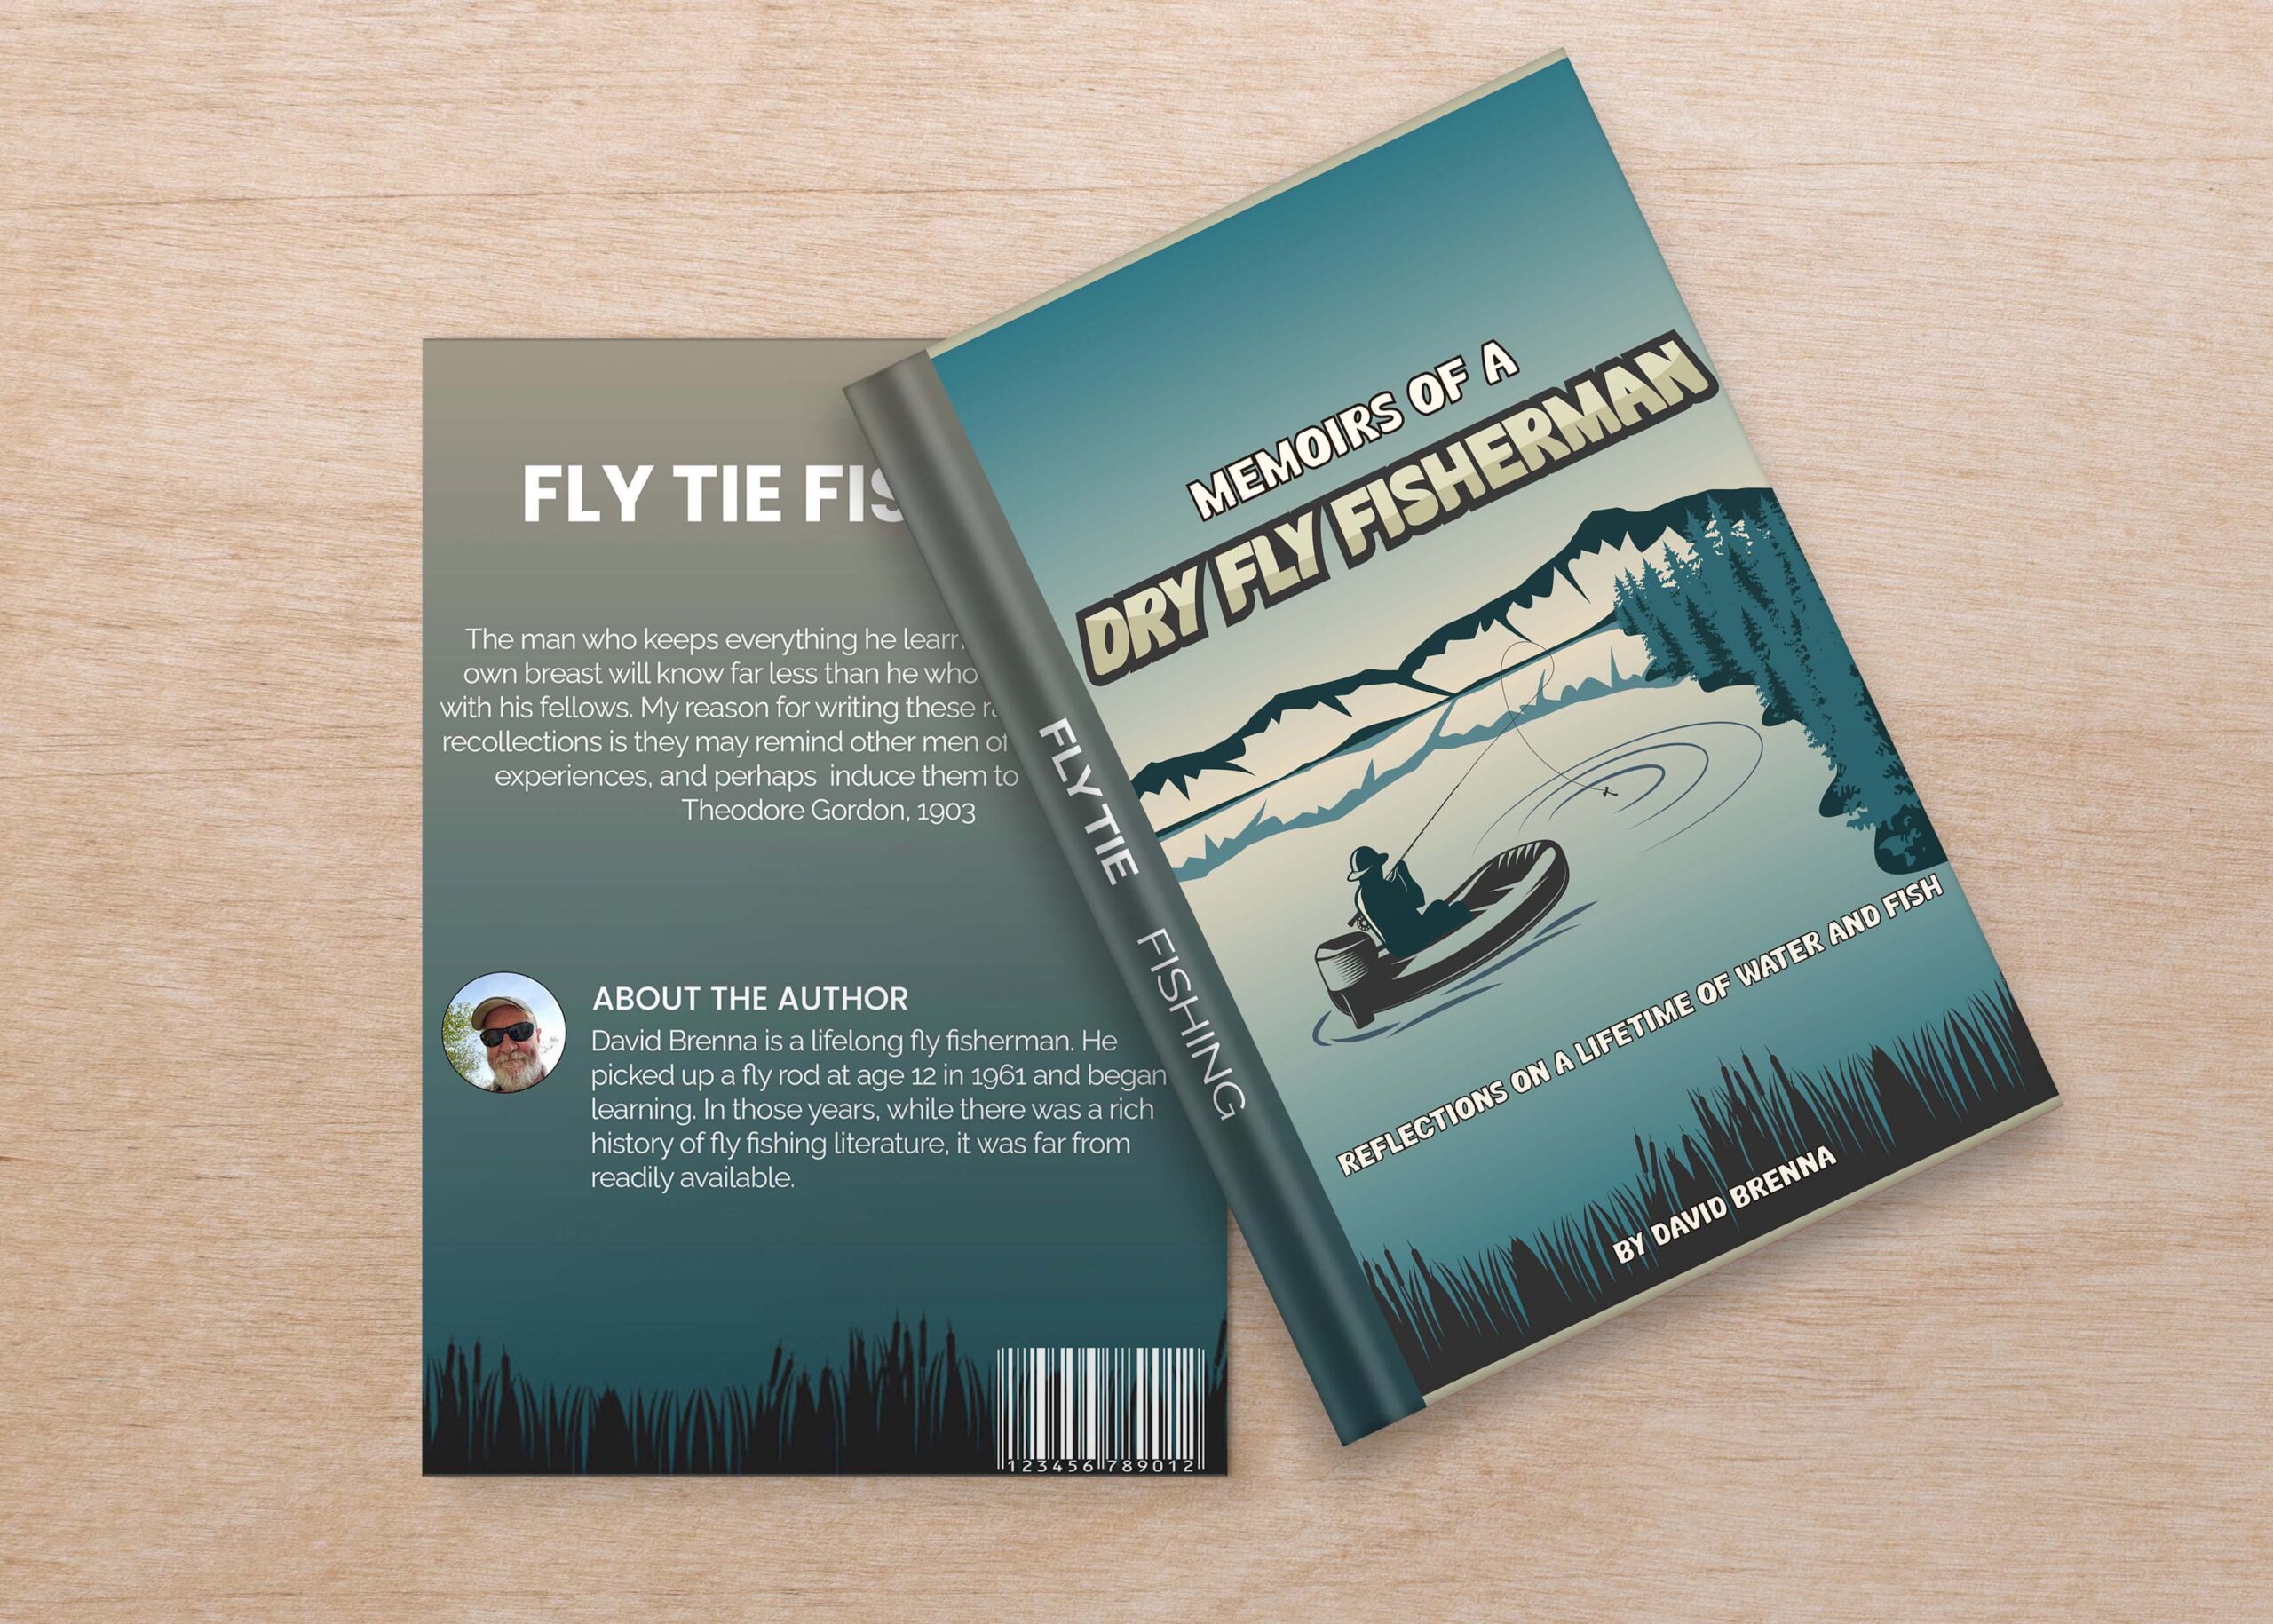 FLY TIE
The man who keeps everything he
own breast will know far less than he who
with his fellows. My reason for writing these
recollections is they may remind other men of
experiences, and perhaps induce them to
Theodore Gordon, 1903
ABOUT THE AUTHOR
David Brenna is a lifelong fly fisherman. He
picked up a fly rod at age 12 in 1961 and began
learning. In those years, while there was a rich
history of fly fishing literature, it was far from
readily available.
123456 789012
FLY TIE FISHING
MEMOIRS OF A
DRY FLY FISHERMAN
REFLECTIONS ON A LIFETIME OF WATER AND FISH
BY DAVID BRENNA